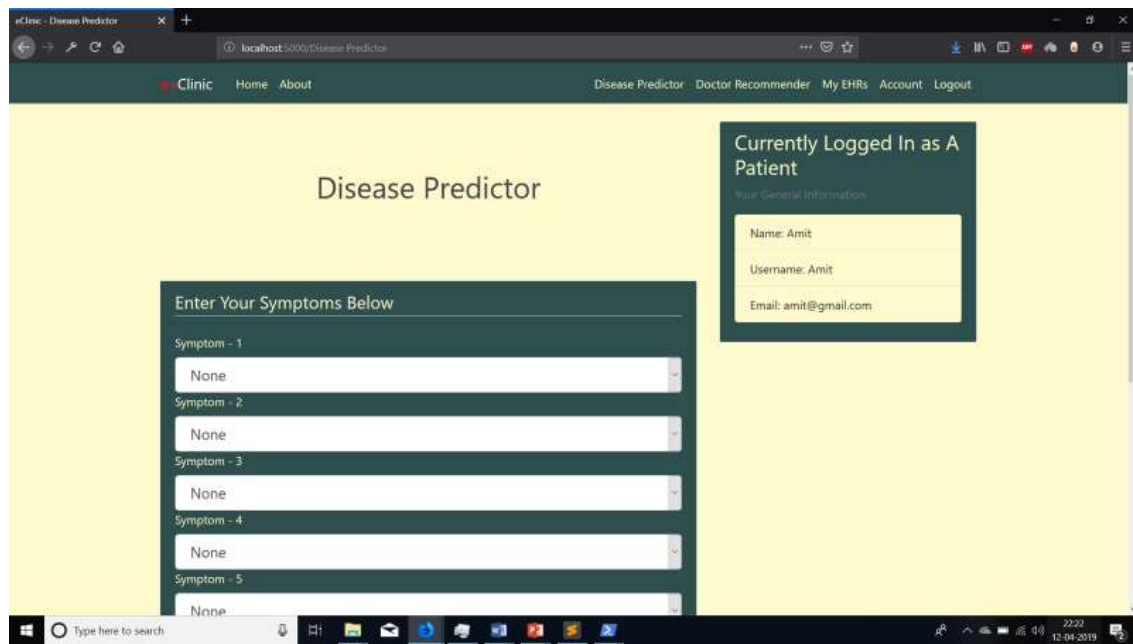 eClinic - Disease Predictor
localhost:5000/Disease Predictor
Clinic Home About Disease Predictor Doctor Recommender My EHRs Account Logout
Disease Predictor
Currently Logged In as A
Patient
Your General Information
Name: Amit
Username: Amit
Email: amit@gmail.com
Enter Your Symptoms Below
Symptom - 1
None
Symptom - 2
None
Symptom - 3
None
Symptom - 4
None
Symptom - 5
None
Type here to search
22:22
12-04-2019